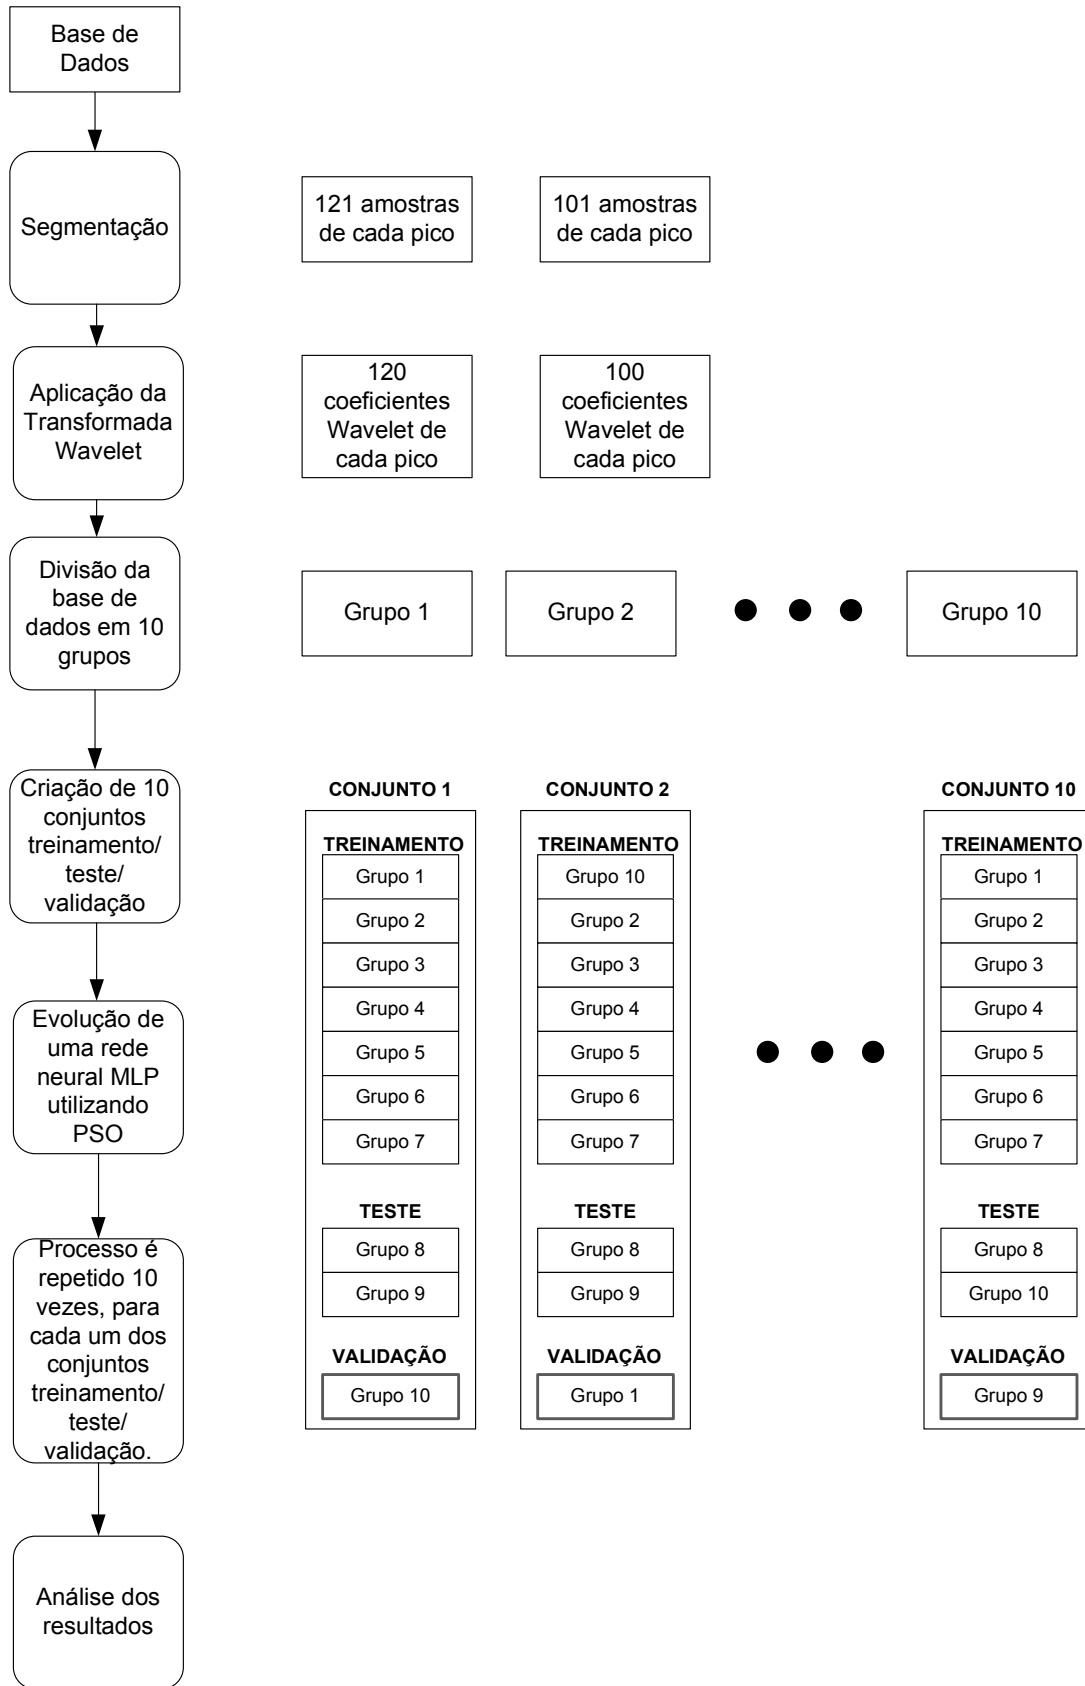 Base de
Dados
Segmentação
121 amostras
de cada pico
101 amostras
de cada pico
Aplicação da
Transformada
Wavelet
120
coeficientes
Wavelet de
cada pico
100
coeficientes
Wavelet de
cada pico
Divisão da
base de
dados em 10
grupos
Grupo 1
Grupo 2
Grupo 10
Criação de 10
conjuntos
treinamento/
teste/
validação
Evolução de
uma rede
neural MLP
utilizando
PSO
Processo é
repetido 10
vezes, para
cada um dos
conjuntos
treinamento/
teste/
validação.
Análise dos
resultados
CONJUNTO 1
TREINAMENTO
Grupo 1
Grupo 2
Grupo 3
Grupo 4
Grupo 5
Grupo 6
Grupo 7
TESTE
Grupo 8
Grupo 9
VALIDAÇÃO
Grupo 10
CONJUNTO 2
TREINAMENTO
Grupo 10
Grupo 2
Grupo 3
Grupo 4
Grupo 5
Grupo 6
Grupo 7
TESTE
Grupo 8
Grupo 9
VALIDAÇÃO
Grupo 1
CONJUNTO 10
TREINAMENTO
Grupo 1
Grupo 2
Grupo 3
Grupo 4
Grupo 5
Grupo 6
Grupo 7
TESTE
Grupo 8
Grupo 10
VALIDAÇÃO
Grupo 9